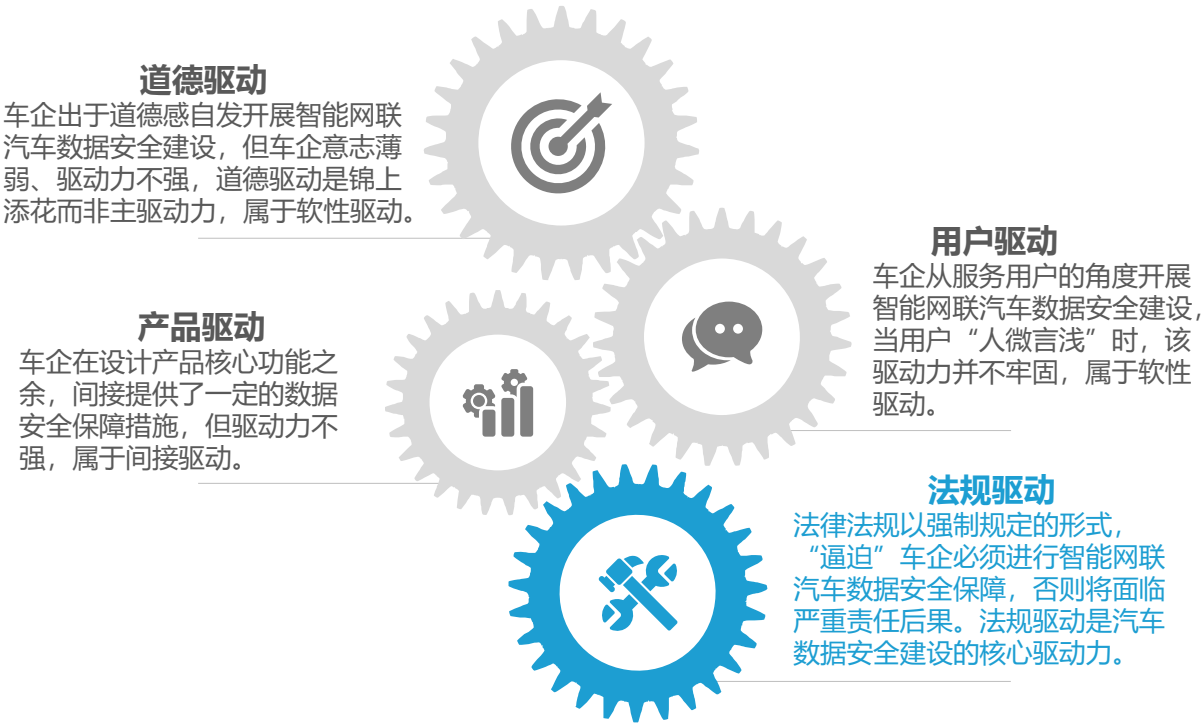 道德驱动
车企出于道德感自发开展智能网联
汽车数据安全建设，但车企意志薄
弱、驱动力不强，道德驱动是锦上
添花而非主驱动力，属于软性驱动。
用户驱动
车企从服务用户的角度开展
智能网联汽车数据安全建设，
当用户“人微言浅”时，该
驱动力并不牢固，属于软性
驱动。
产品驱动
车企在设计产品核心功能之
余，间接提供了一定的数据
安全保障措施，但驱动力不
强，属于间接驱动。
法规驱动
法律法规以强制规定的形式，
“逼迫”车企必须进行智能网联
汽车数据安全保障，否则将面临
严重责任后果。法规驱动是汽车
数据安全建设的核心驱动力。